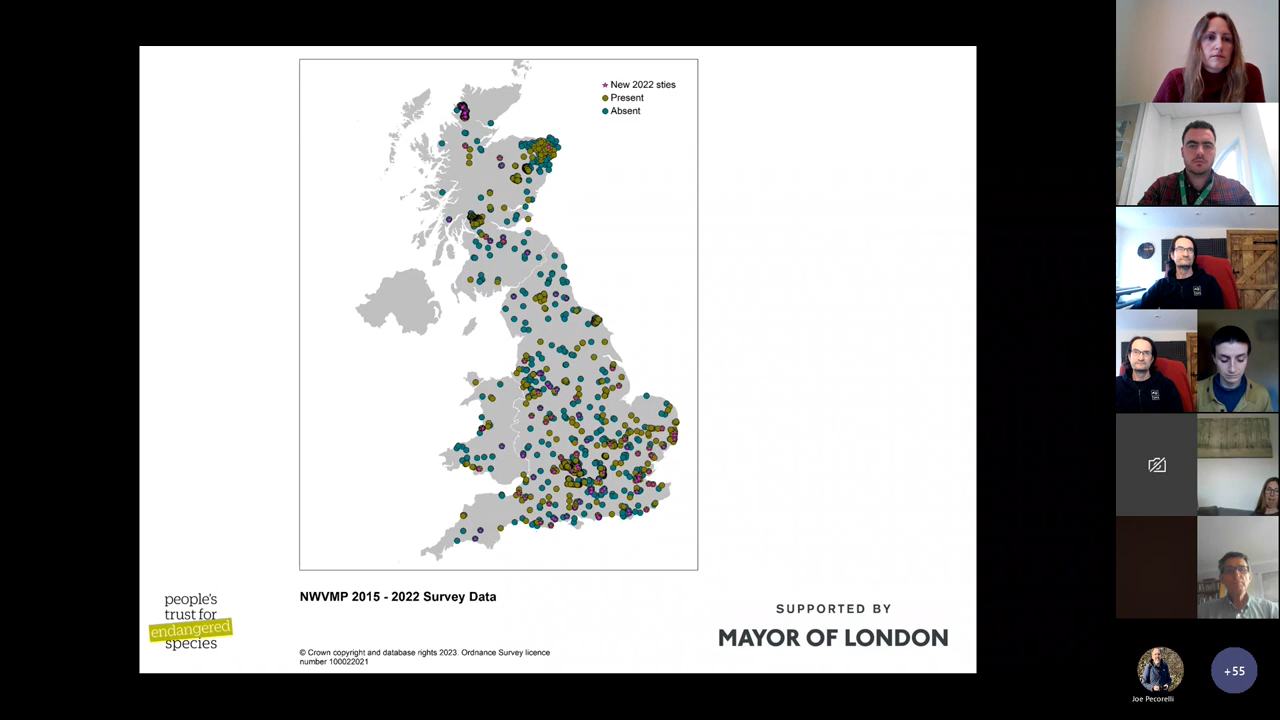 New 2022 sties
Present
Absent
NWVMP 2015 - 2022 Survey Data
people's
trust for
endangered
species
© Crown copyright and database rights 2023. Ordnance Survey licence
number 100022021
SUPPORTED BY
MAYOR OF LONDON
Joe Pecorelli
+55